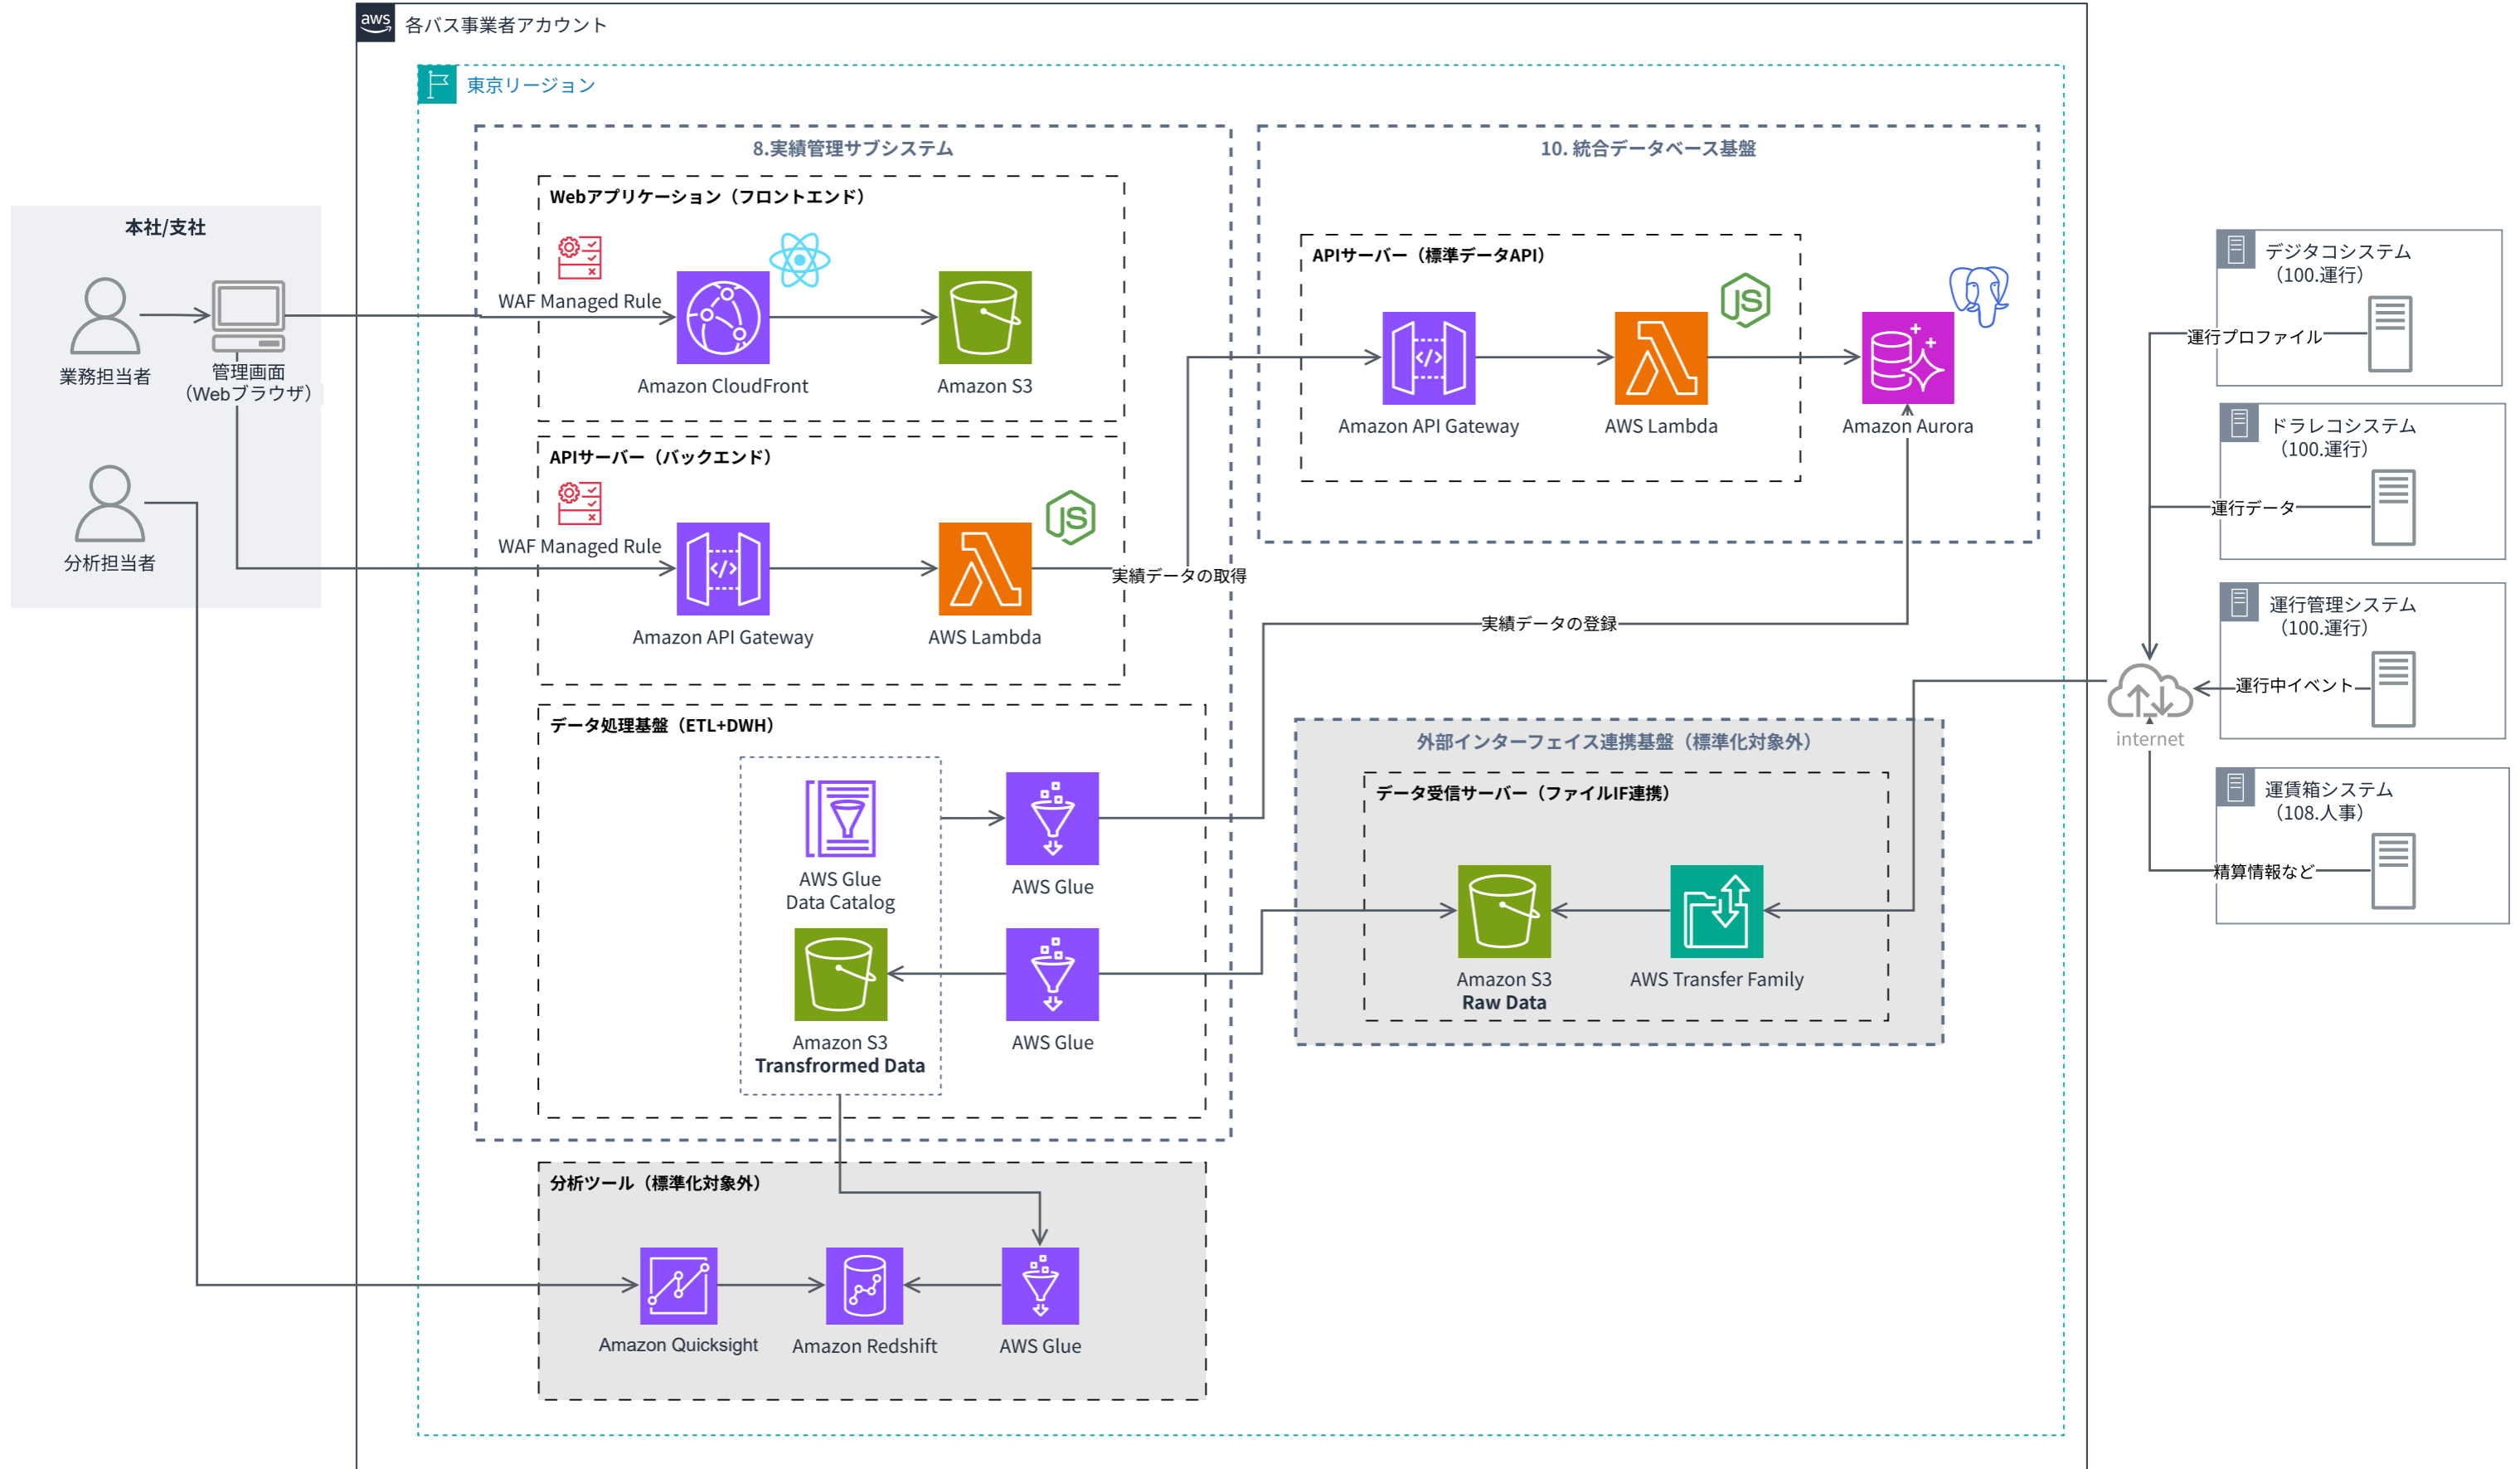 aws
各バス事業者アカウント
東京リージョン
本社/支社
業務担当者
管理画面
（Webブラウザ）
分析担当者
8.実績管理サブシステム
Webアプリケーション（フロントエンド）
WAF Managed Rule
Amazon CloudFront
Amazon S3
APIサーバー（バックエンド）
WAF Managed Rule
JS
Amazon API Gateway
AWS Lambda
実績データの取得
データ処理基盤（ETL+DWH）
AWS Glue
Data Catalog
AWS Glue
Amazon S3
Transfrormed Data
AWS Glue
分析ツール（標準化対象外）
Amazon Quicksight
Amazon Redshift
AWS Glue
10. 統合データベース基盤
APIサーバー（標準データAPI）
JS
Amazon API Gateway
AWS Lambda
Amazon Aurora
実績データの登録
外部インターフェイス連携基盤（標準化対象外）
データ受信サーバー（ファイルIF連携）
Amazon S3
Raw Data
AWS Transfer Family
internet
デジタコシステム
（100.運行）
運行プロファイル
ドラレコシステム
（100.運行）
運行データ
運行管理システム
（100.運行）
運行中イベント
運賃箱システム
（108.人事）
精算情報など